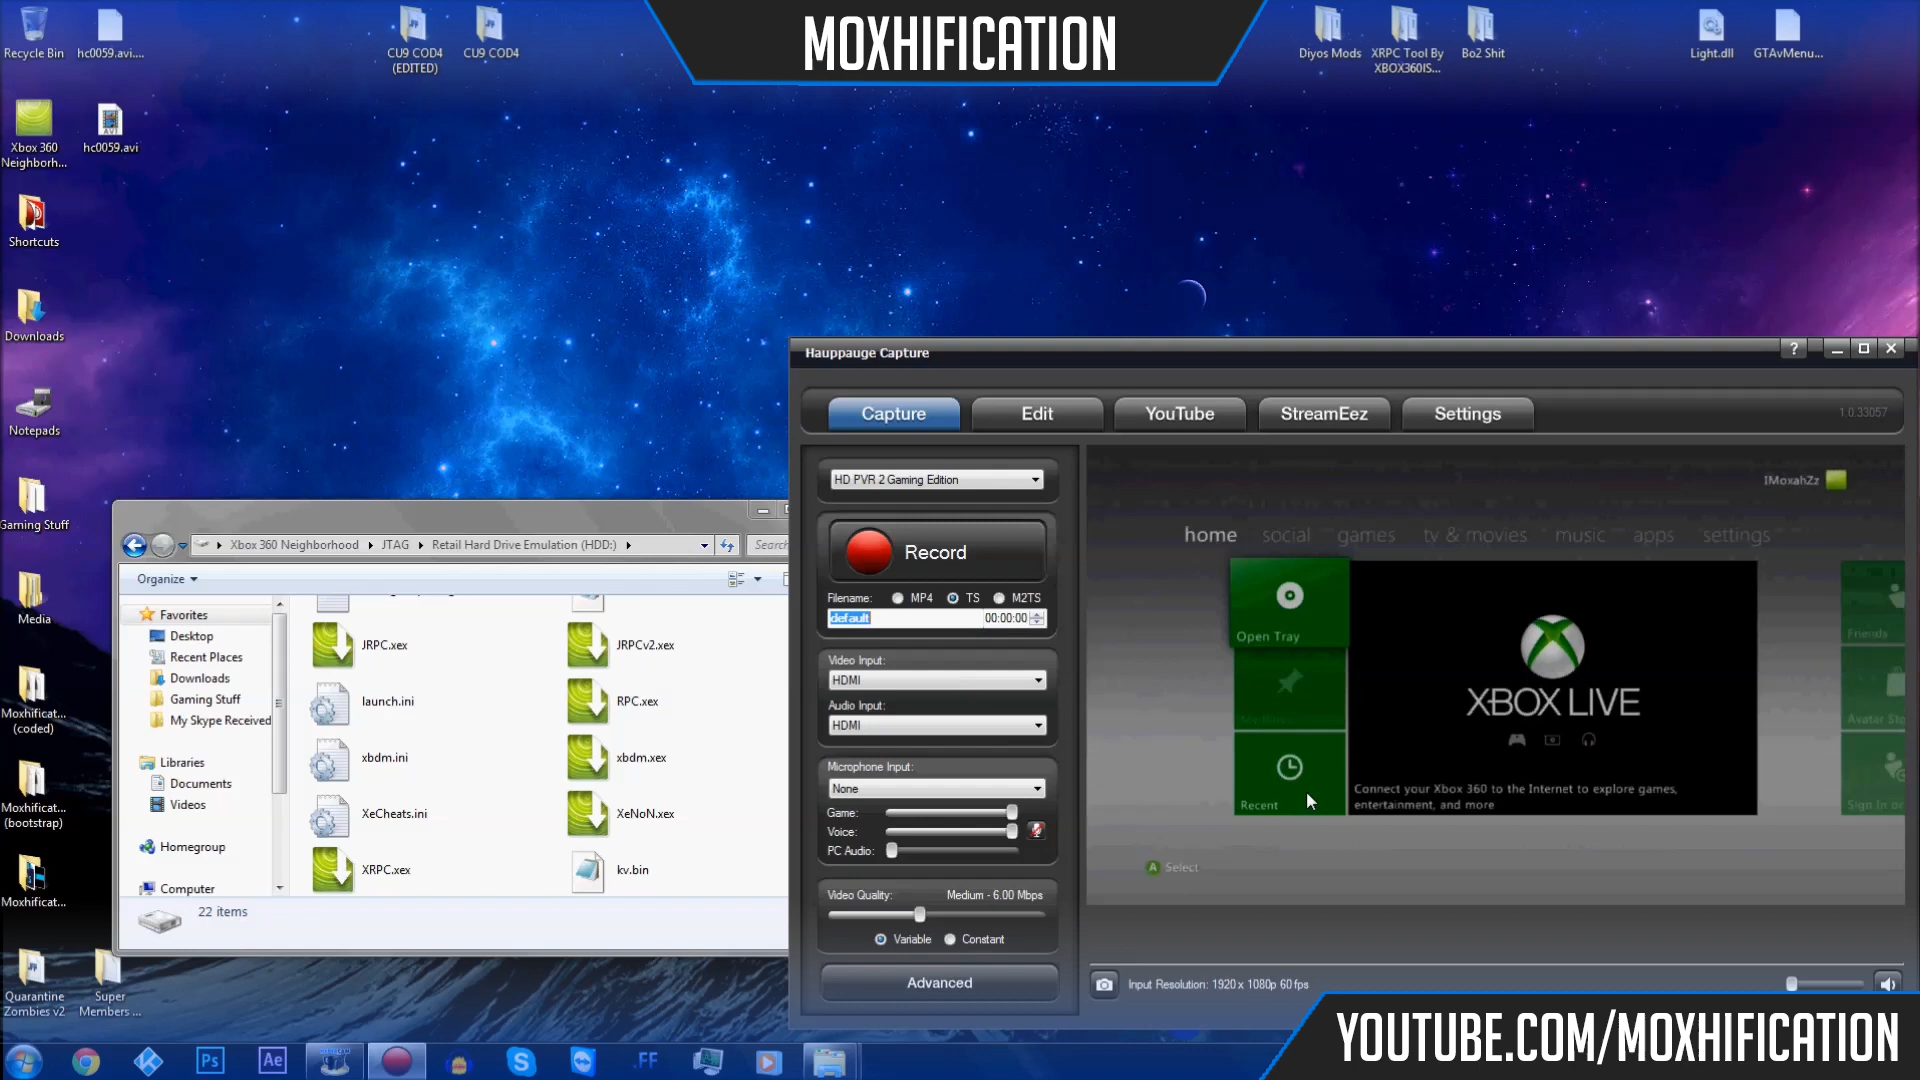 MOXHIFICATION
Recycle Bin
hc0059.avi....
CU9 COD4
(EDITED)
CU9 COD4
Diyos Mods
XRPC Tool By
XBOX360IS...
Bo2 Shit
Light.dll
GTAvMenu...
Xbox 360
Neighborh...
hc0059.avi
Shortcuts
Downloads
Notepads
Gaming Stuff
Media
Moxhificat...
(coded)
Moxhificat...
(bootstrap)
Moxhificat...
Quarantine
Zombies v2
Super
Members ...
Xbox 360 Neighborhood
JTAG
Retail Hard Drive Emulation (HDD:)
Search
Organize
Favorites
Desktop
Recent Places
Downloads
Gaming Stuff
My Skype Received
Libraries
Documents
Videos
Homegroup
Computer
JRPC.xex
JRPCv2.xex
launch.ini
RPC.xex
xbdm.ini
xbdm.xex
XeCheats.ini
XeNoN.xex
XRPC.xex
kv.bin
22 items
Hauppauge Capture
?
Capture
Edit
YouTube
StreamEez
Settings
1.0.33057
HD PVR 2 Gaming Edition
Record
Filename:
MP4
TS
M2TS
default
00:00:00
Video Input:
HDMI
Audio Input:
HDMI
Microphone Input:
None
Game:
Voice:
PC Audio:
Video Quality:
Medium - 6.00 Mbps
Variable
Constant
Advanced
IMoxahZz
home
social
games
tv & movies
music
apps
settings
Open Tray
Recent
XBOX LIVE
Connect your Xbox 360 to the Internet to explore games,
entertainment, and more
Friends
Avatar Sto
Sign In or
A Select
Input Resolution: 1920 x 1080p 60 fps
Ps
Ae
.FF
YOUTUBE.COM/MOXHIFICATION